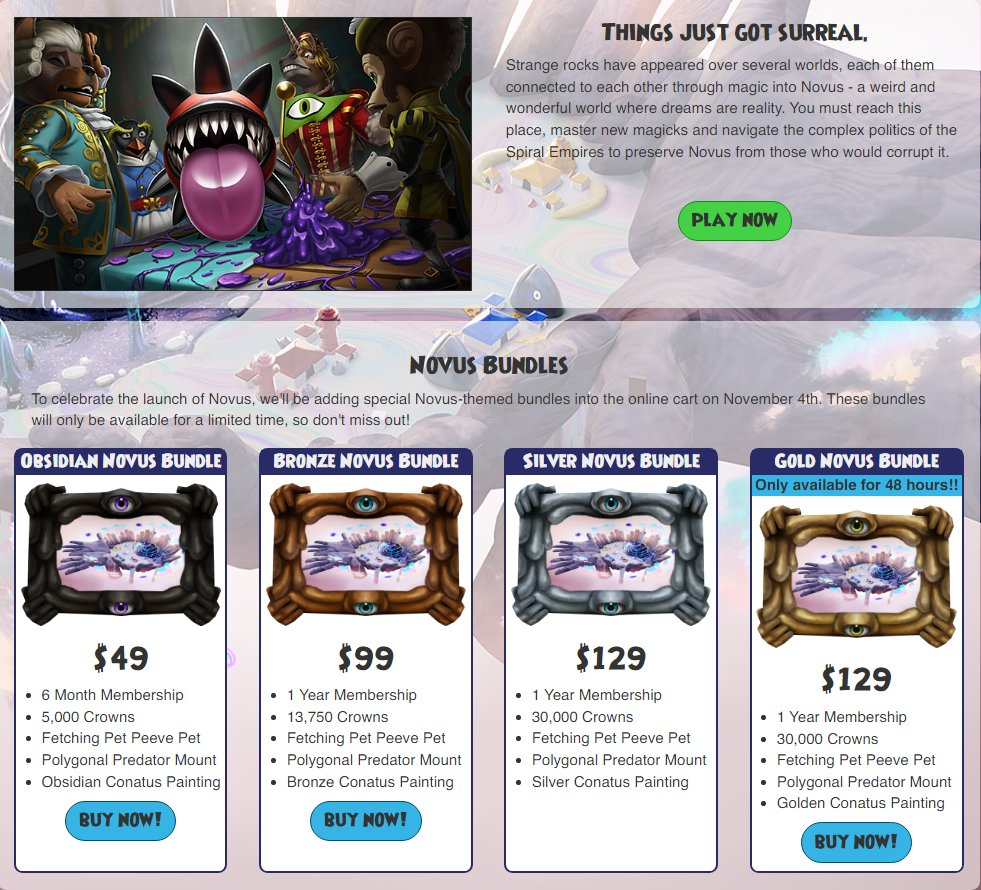 Things just got surreal.
Strange rocks have appeared over several worlds, each of them
connected to each other through magic into Novus - a weird and
wonderful world where dreams are reality. You must reach this
place, master new magicks and navigate the complex politics of the
Spiral Empires to preserve Novus from those who would corrupt it.
PLAY NOW
Novus Bundles
To celebrate the launch of Novus, we'll be adding special Novus-themed bundles into the online cart on November 4th. These bundles
will only be available for a limited time, so don't miss out!
Obsidian Novus Bundle
$49
• 6 Month Membership
• 5,000 Crowns
• Fetching Pet Peeve Pet
• Polygonal Predator Mount
• Obsidian Conatus Painting
BUY NOW!
Bronze Novus Bundle
$99
• 1 Year Membership
• 13,750 Crowns
• Fetching Pet Peeve Pet
• Polygonal Predator Mount
• Bronze Conatus Painting
BUY NOW!
Silver Novus Bundle
$129
• 1 Year Membership
• 30,000 Crowns
• Fetching Pet Peeve Pet
• Polygonal Predator Mount
• Silver Conatus Painting
Gold Novus Bundle
Only available for 48 hours!!
$129
• 1 Year Membership
• 30,000 Crowns
• Fetching Pet Peeve Pet
• Polygonal Predator Mount
• Golden Conatus Painting
BUY NOW!